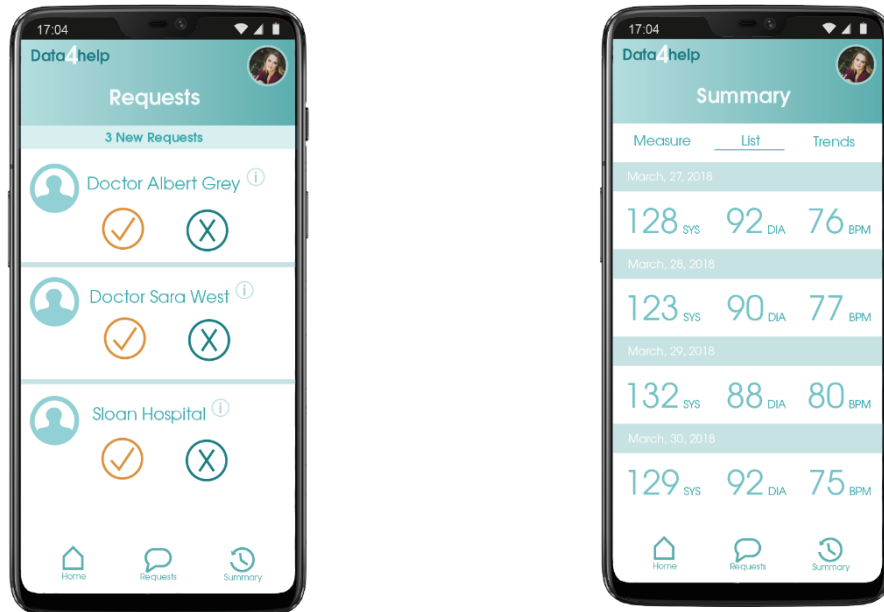 17:04
Data4help
Requests
3 New Requests
Doctor Albert Grey i
Doctor Sara West i
Sloan Hospital i
Home Requests Summary
17:04
Data4help
Summary
Measure List Trends
March, 27, 2018
128 SYS 92 DIA 76 BPM
March, 28, 2018
123 SYS 90 DIA 77 BPM
March, 29, 2018
132 SYS 88 DIA 80 BPM
March, 30, 2018
129 SYS 92 DIA 75 BPM
Home Requests Summary